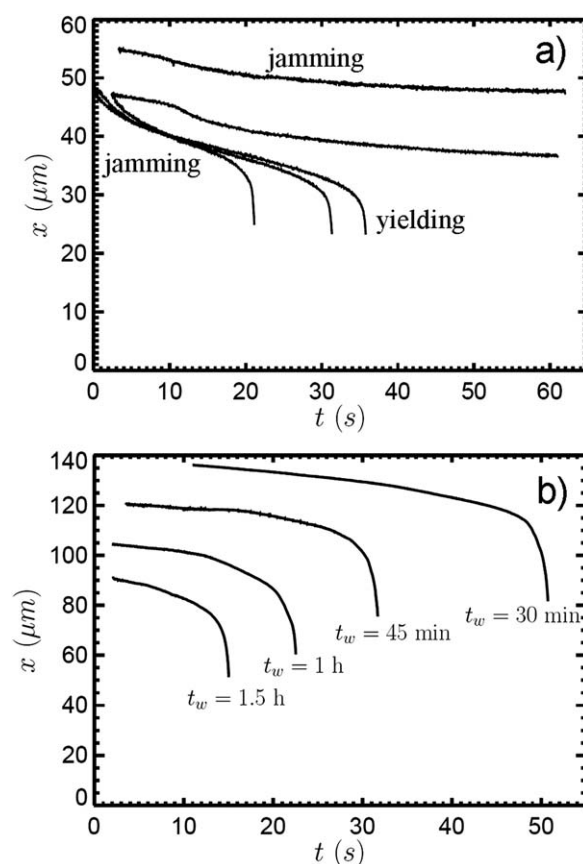 60
a)
jamming
50
40
jamming
x (μm)
30
yielding
20
10
0
0 10 20 30 40 50 60
t (s)
140
b)
120
100
x (μm)
80
t_w = 45 min
t_w = 30 min
60
t_w = 1 h
t_w = 1.5 h
40
20
0
0 10 20 30 40 50
t (s)